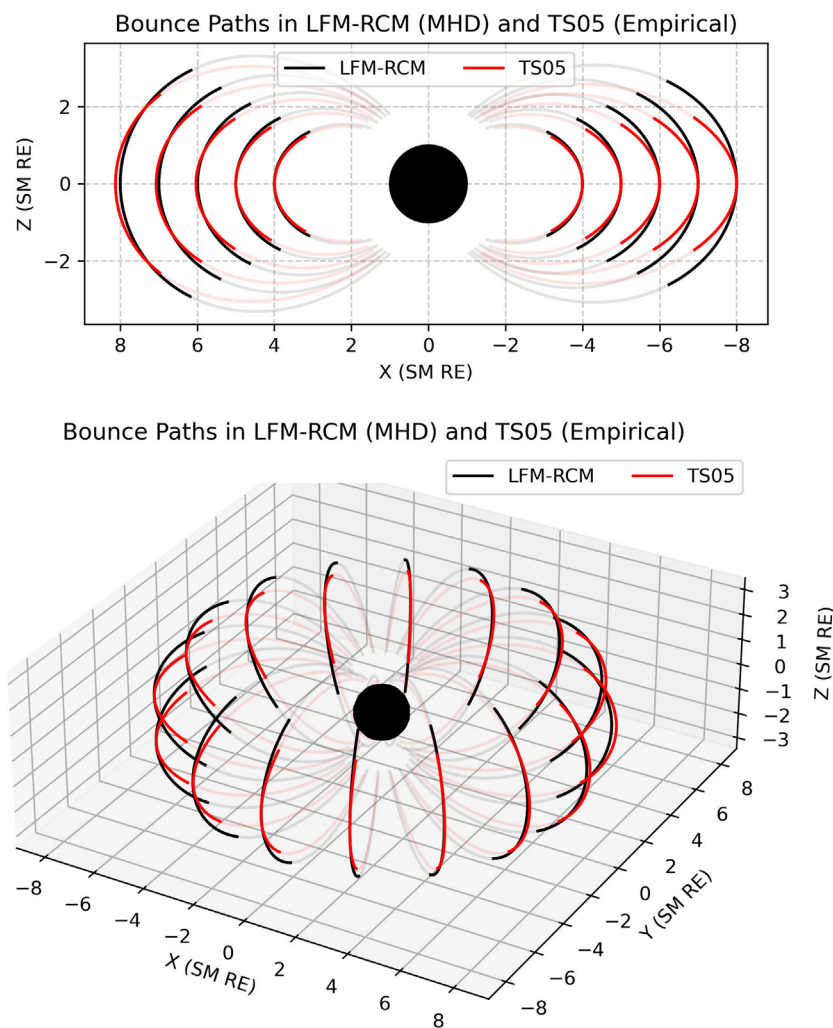 Bounce Paths in LFM-RCM (MHD) and TS05 (Empirical)
LFM-RCM TS05
2
0
−2
Z (SM RE)
8 6 4 2 0 −2 −4 −6 −8
X (SM RE)
Bounce Paths in LFM-RCM (MHD) and TS05 (Empirical)
LFM-RCM TS05
3
2
1
0
−1
−2
−3
Z (SM RE)
−8 −6 −4 −2 0 2 4 6 8
X (SM RE)
8
6
4
2
0
−2
−4
−6
−8
Y (SM RE)